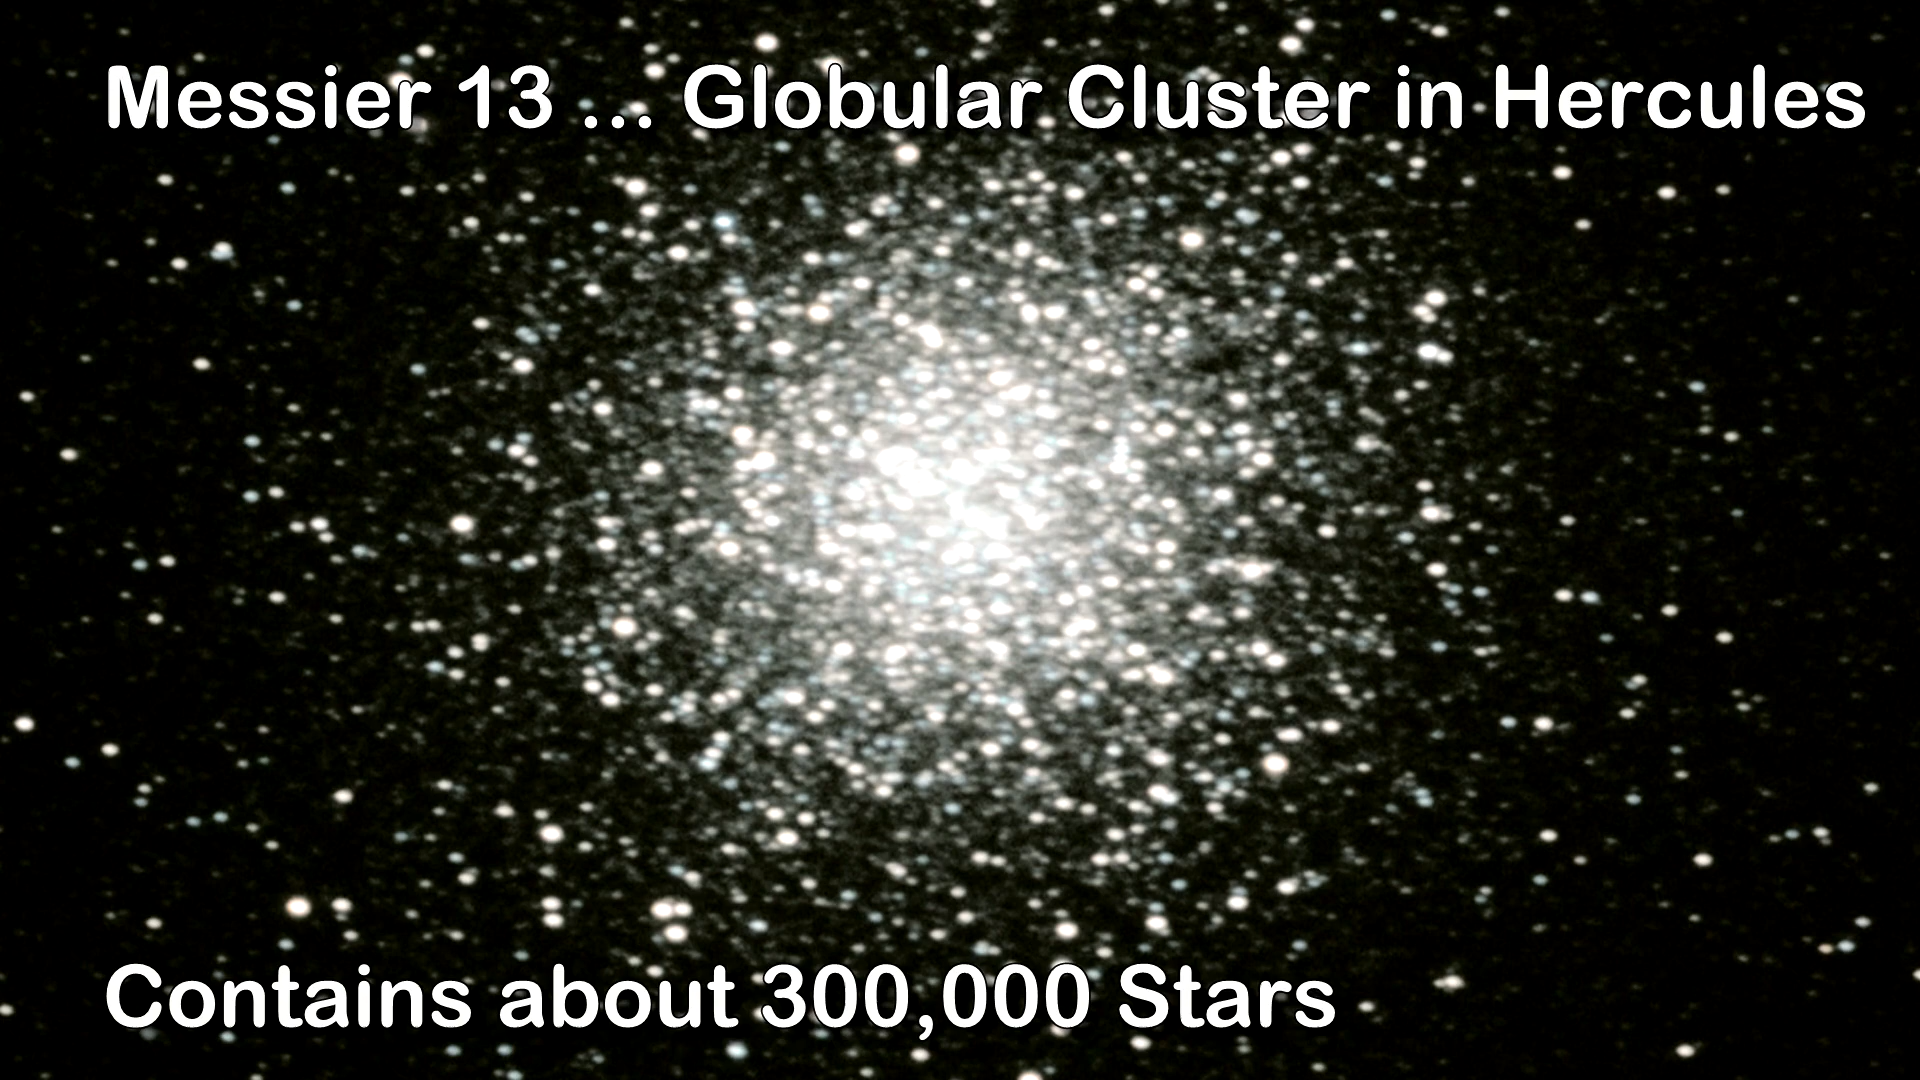 Messier 13 ... Globular Cluster in Hercules
Contains about 300,000 Stars